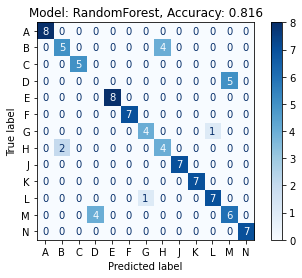 Model: RandomForest, Accuracy: 0.816
True label
A 8 0 0 0 0 0 0 0 0 0 0 0 0
B 0 5 0 0 0 0 0 4 0 0 0 0 0
C 0 0 5 0 0 0 0 0 0 0 0 0 0
D 0 0 0 0 0 0 0 0 0 0 0 5 0
E 0 0 0 0 8 0 0 0 0 0 0 0 0
F 0 0 0 0 0 7 0 0 0 0 0 0 0
G 0 0 0 0 0 0 4 0 0 0 1 0 0
H 0 2 0 0 0 0 0 4 0 0 0 0 0
J 0 0 0 0 0 0 0 0 7 0 0 0 0
K 0 0 0 0 0 0 0 0 0 7 0 0 0
L 0 0 0 0 0 0 1 0 0 0 7 0 0
M 0 0 0 4 0 0 0 0 0 0 0 6 0
N 0 0 0 0 0 0 0 0 0 0 0 0 7
A B C D E F G H J K L M N
Predicted label
8
7
6
5
4
3
2
1
0